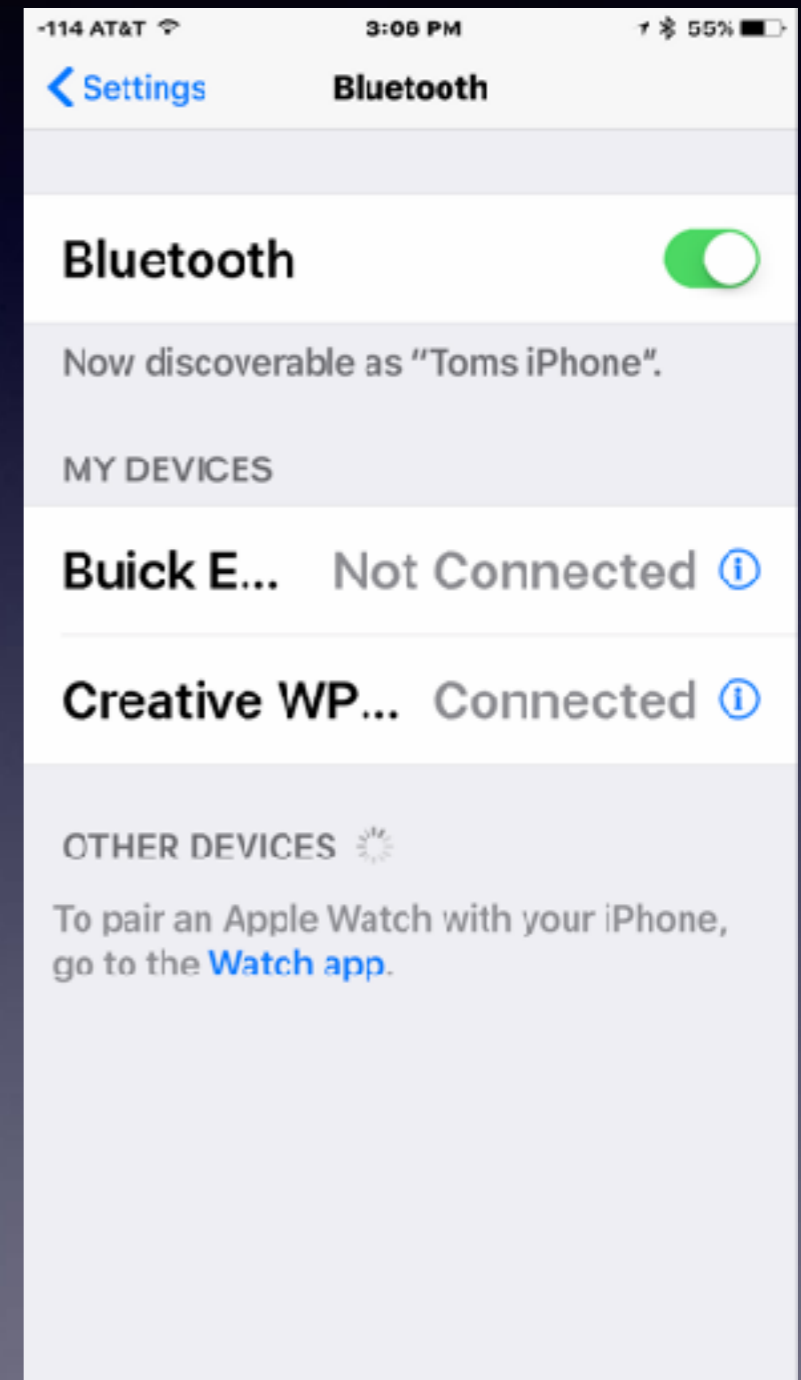 -114 AT&T 3:06 PM 55%
Settings Bluetooth
Bluetooth
Now discoverable as "Toms iPhone".
MY DEVICES
Buick E... Not Connected
Creative WP... Connected
OTHER DEVICES
To pair an Apple Watch with your iPhone,
go to the Watch app.